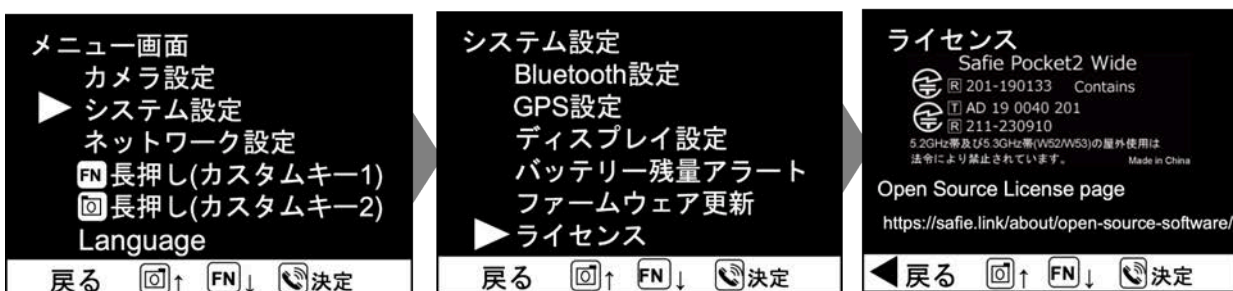 メニュー画面
カメラ設定
システム設定
ネットワーク設定
FN 長押し(カスタムキー1)
長押し(カスタムキー2)
Language
戻る ↑ FN ↓ 決定
システム設定
Bluetooth設定
GPS設定
ディスプレイ設定
バッテリー残量アラート
ファームウェア更新
ライセンス
戻る ↑ FN ↓ 決定
ライセンス
Safie Pocket2 Wide
R 201-190133 Contains
T AD 19 0040 201
R 211-230910
5.2GHz帯及び5.3GHz帯(W52/W53)の屋外使用は
法令により禁止されています。 Made in China
Open Source License page
https://safie.link/about/open-source-software/
戻る ↑ FN ↓ 決定